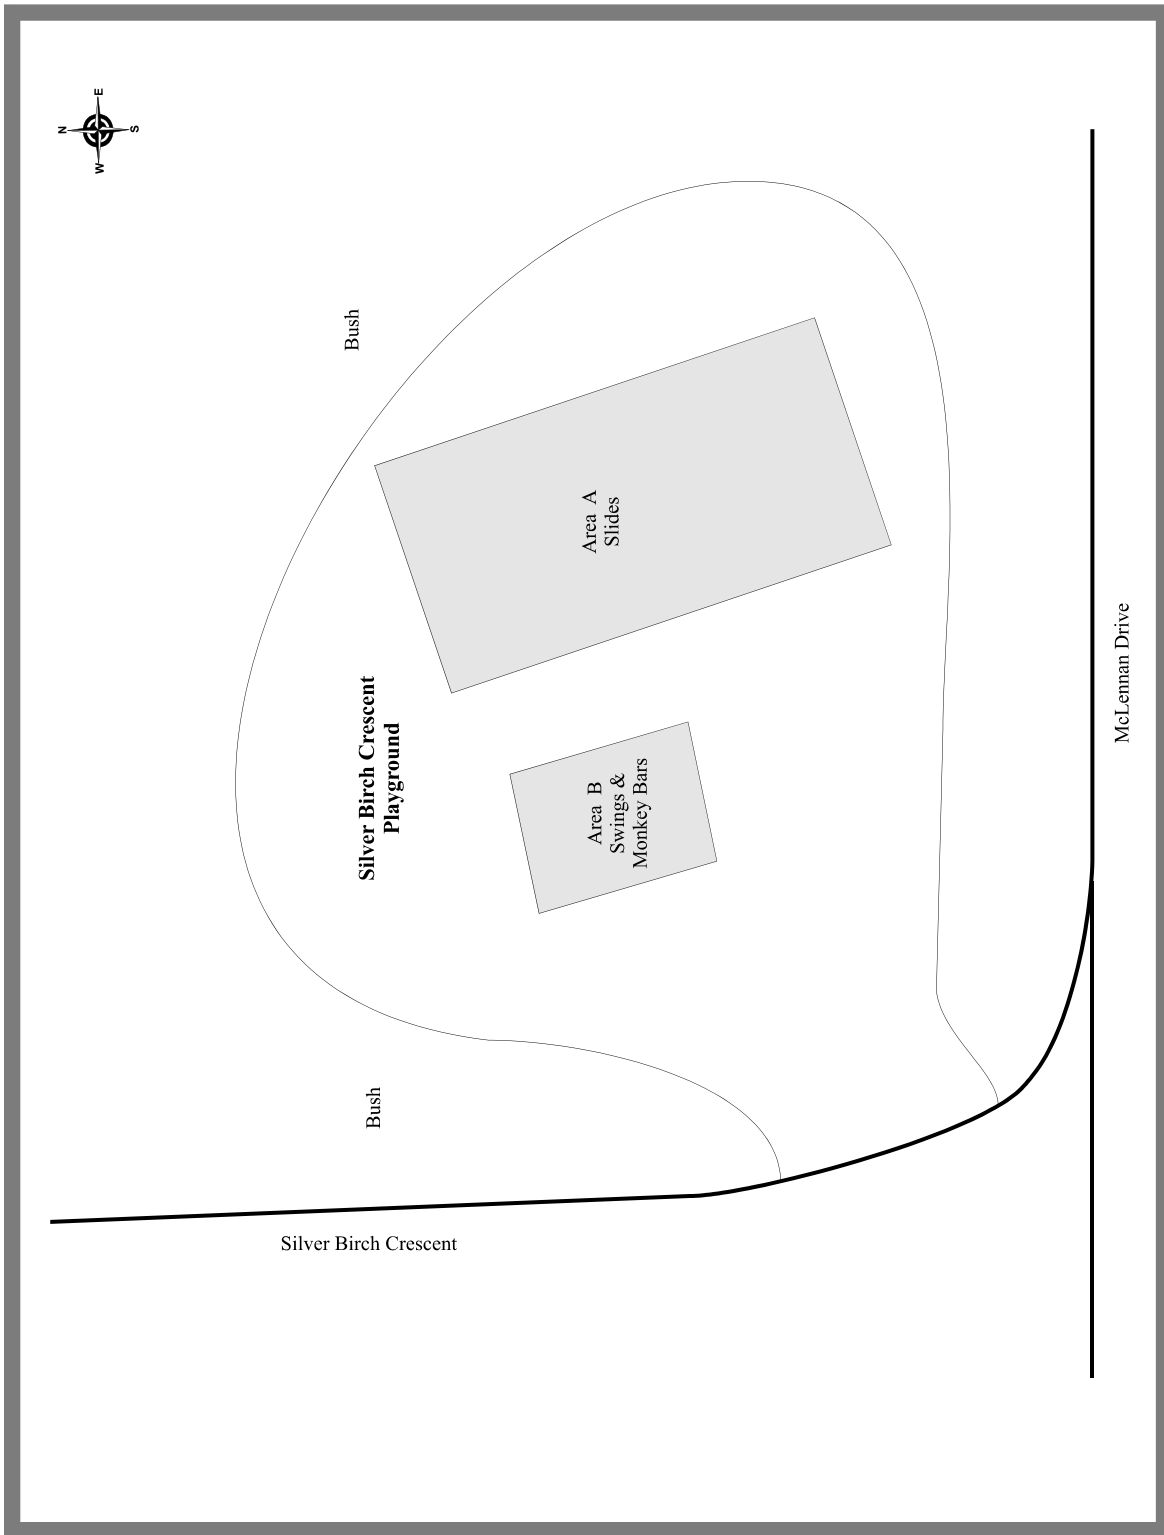 N
E
S
W
Bush
Area A
Slides
Silver Birch Crescent
Playground
Area B
Swings &
Monkey Bars
McLennan Drive
Bush
Silver Birch Crescent